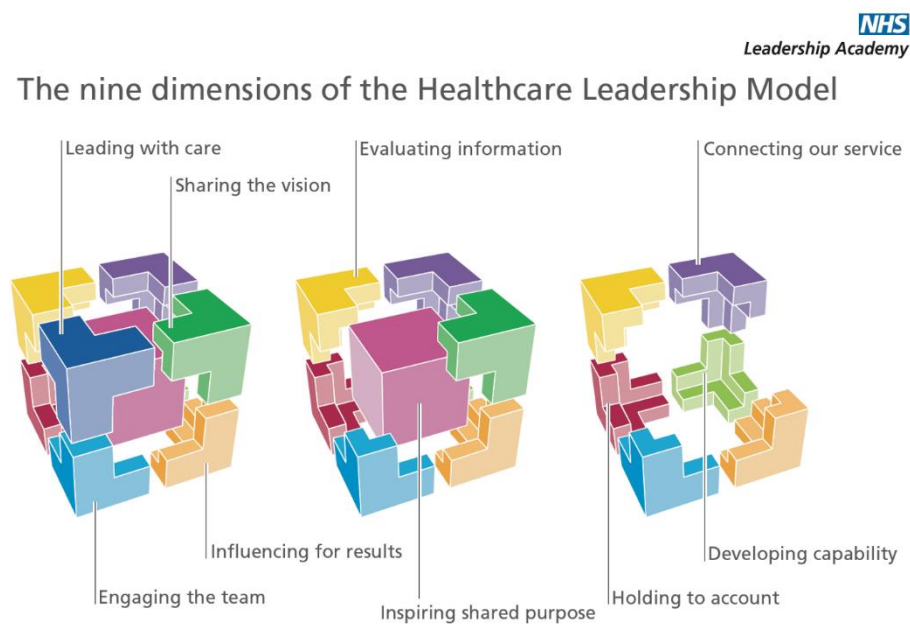 NHS
Leadership Academy
The nine dimensions of the Healthcare Leadership Model
Leading with care
Sharing the vision
Evaluating information
Connecting our service
Influencing for results
Engaging the team
Inspiring shared purpose
Developing capability
Holding to account